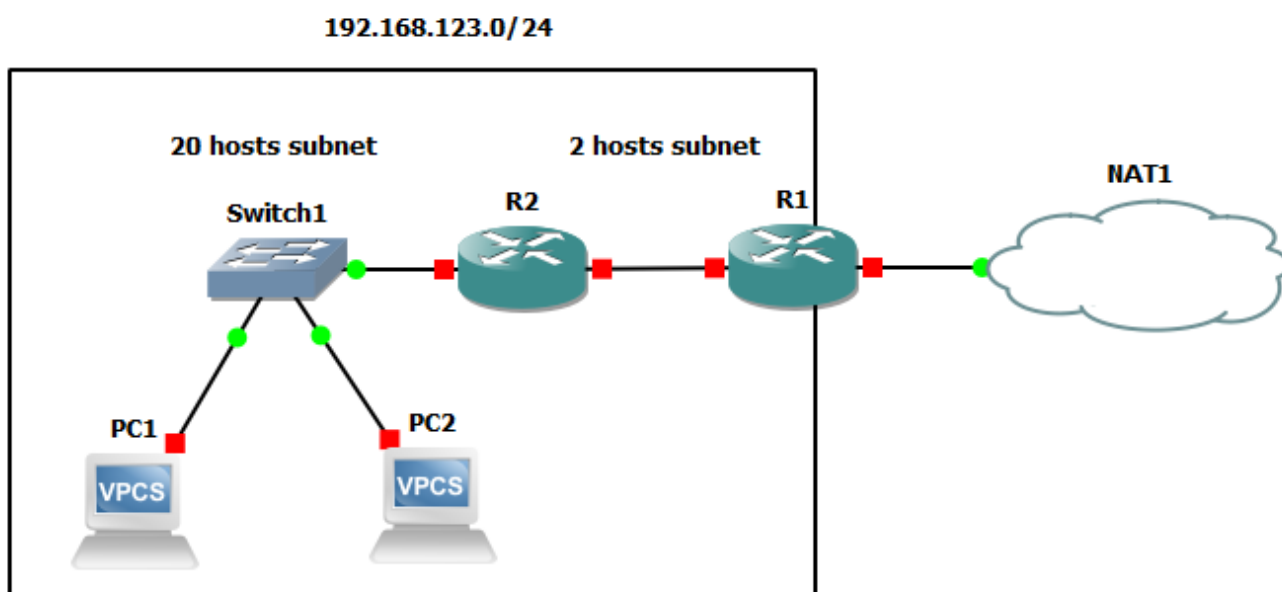 192.168.123.0/24
20 hosts subnet
2 hosts subnet
NAT1
R2
R1
Switch1
PC1
PC2
VPCS
VPCS